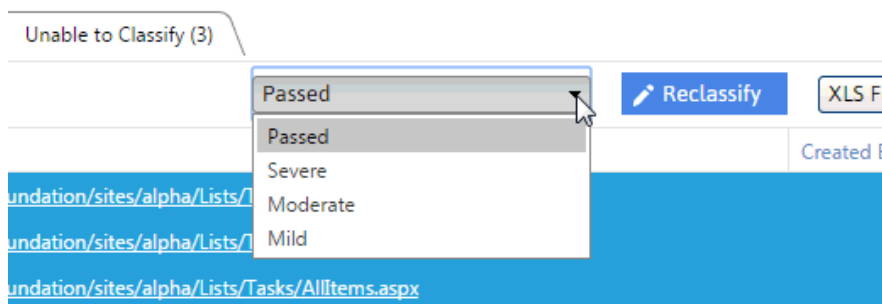 Unable to Classify (3)
Passed
Reclassify
XLS F
Passed
Created
Severe
undation/sites/alpha/Lists/
Moderate
undation/sites/alpha/Lists/
Mild
undation/sites/alpha/Lists/Tasks/AllItems.aspx